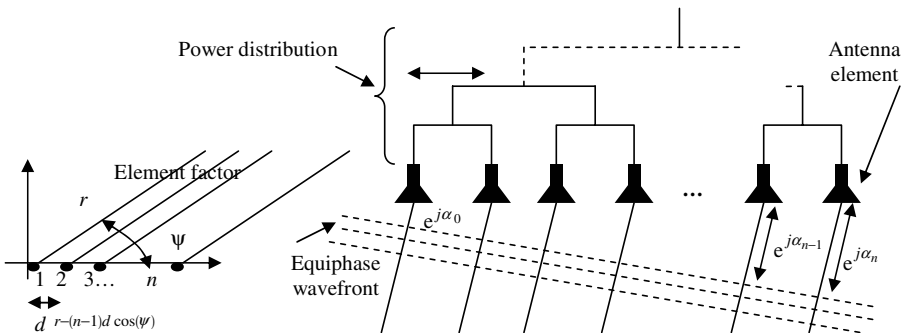 Power distribution
Antenna
element
Element factor
r
ψ
1 2 3... n
d r–(n–1)d cos(ψ)
...
e^{jα_0}
e^{jα_{n–1}}
e^{jα_n}
Equiphase
wavefront